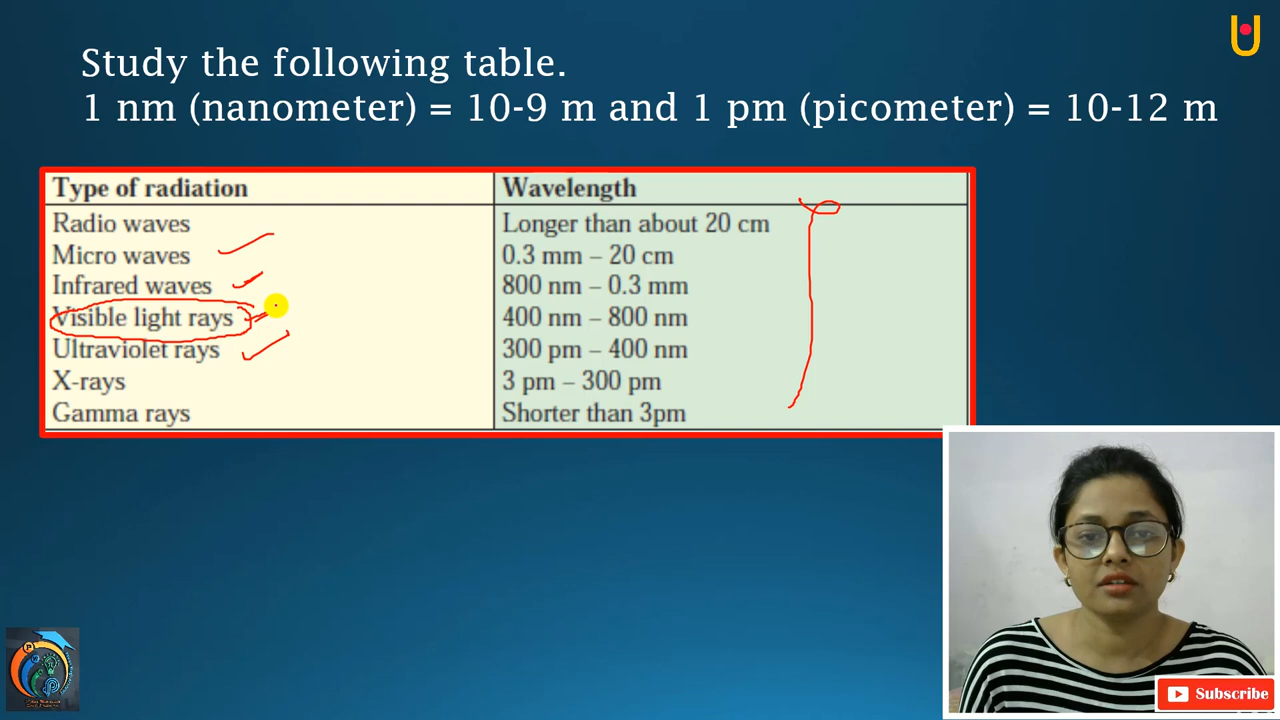 Study the following table.
1 nm (nanometer) = 10-9 m and 1 pm (picometer) = 10-12 m
Type of radiation Wavelength
Radio waves Longer than about 20 cm
Micro waves 0.3 mm – 20 cm
Infrared waves 800 nm – 0.3 mm
Visible light rays 400 nm – 800 nm
Ultraviolet rays 300 pm – 400 nm
X-rays 3 pm – 300 pm
Gamma rays Shorter than 3pm
Subscribe